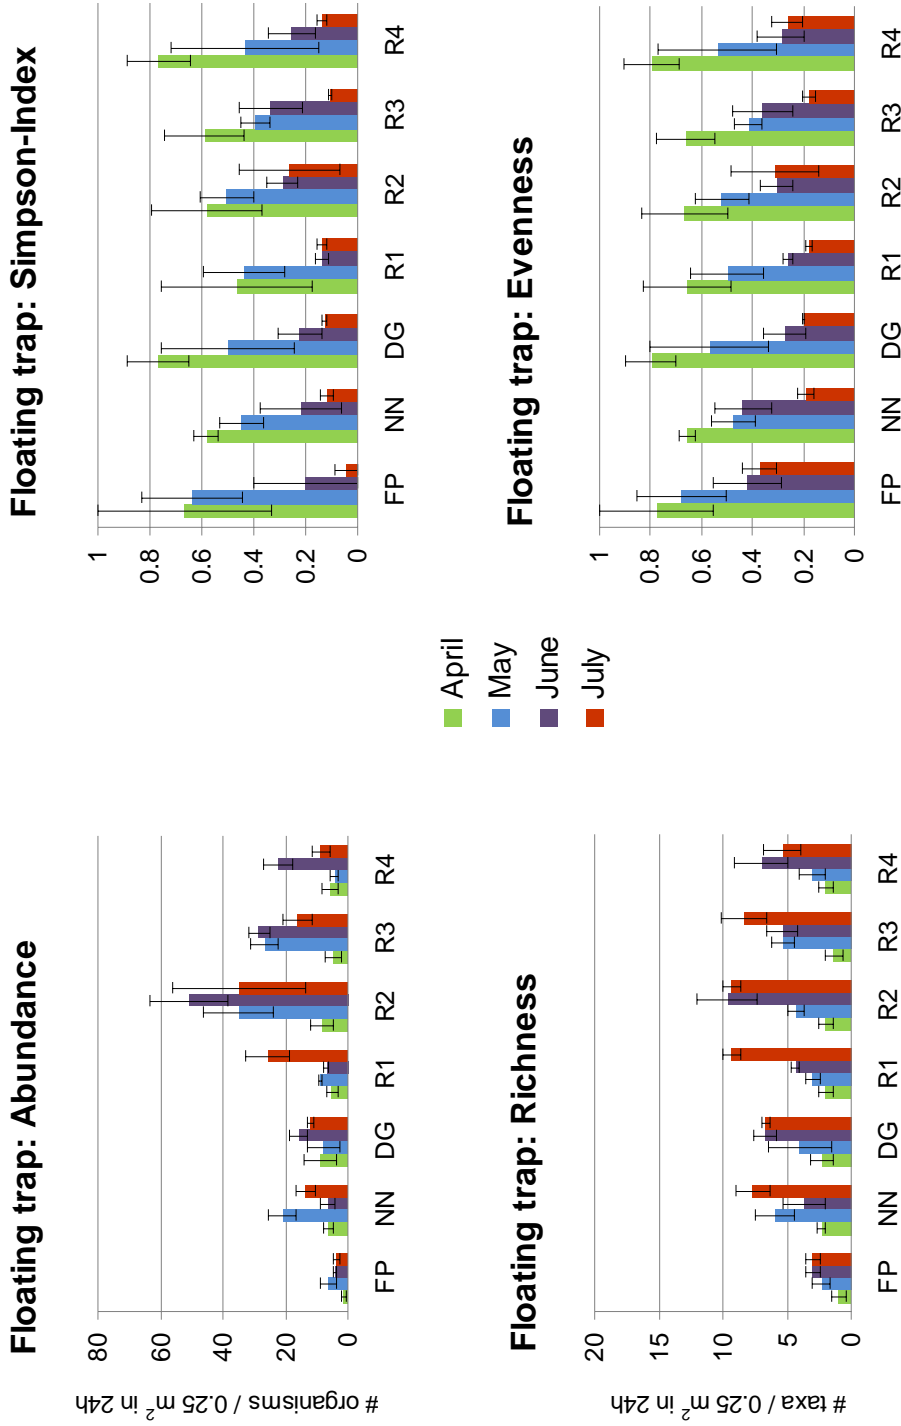 Floating trap: Abundance
# organisms / 0.25 m² in 24h
80
60
40
20
0
FP NN DG R1 R2 R3 R4
Floating trap: Simpson-Index
1
0.8
0.6
0.4
0.2
0
FP NN DG R1 R2 R3 R4
April
May
June
July
Floating trap: Richness
# taxa / 0.25 m² in 24h
20
15
10
5
0
FP NN DG R1 R2 R3 R4
Floating trap: Evenness
1
0.8
0.6
0.4
0.2
0
FP NN DG R1 R2 R3 R4